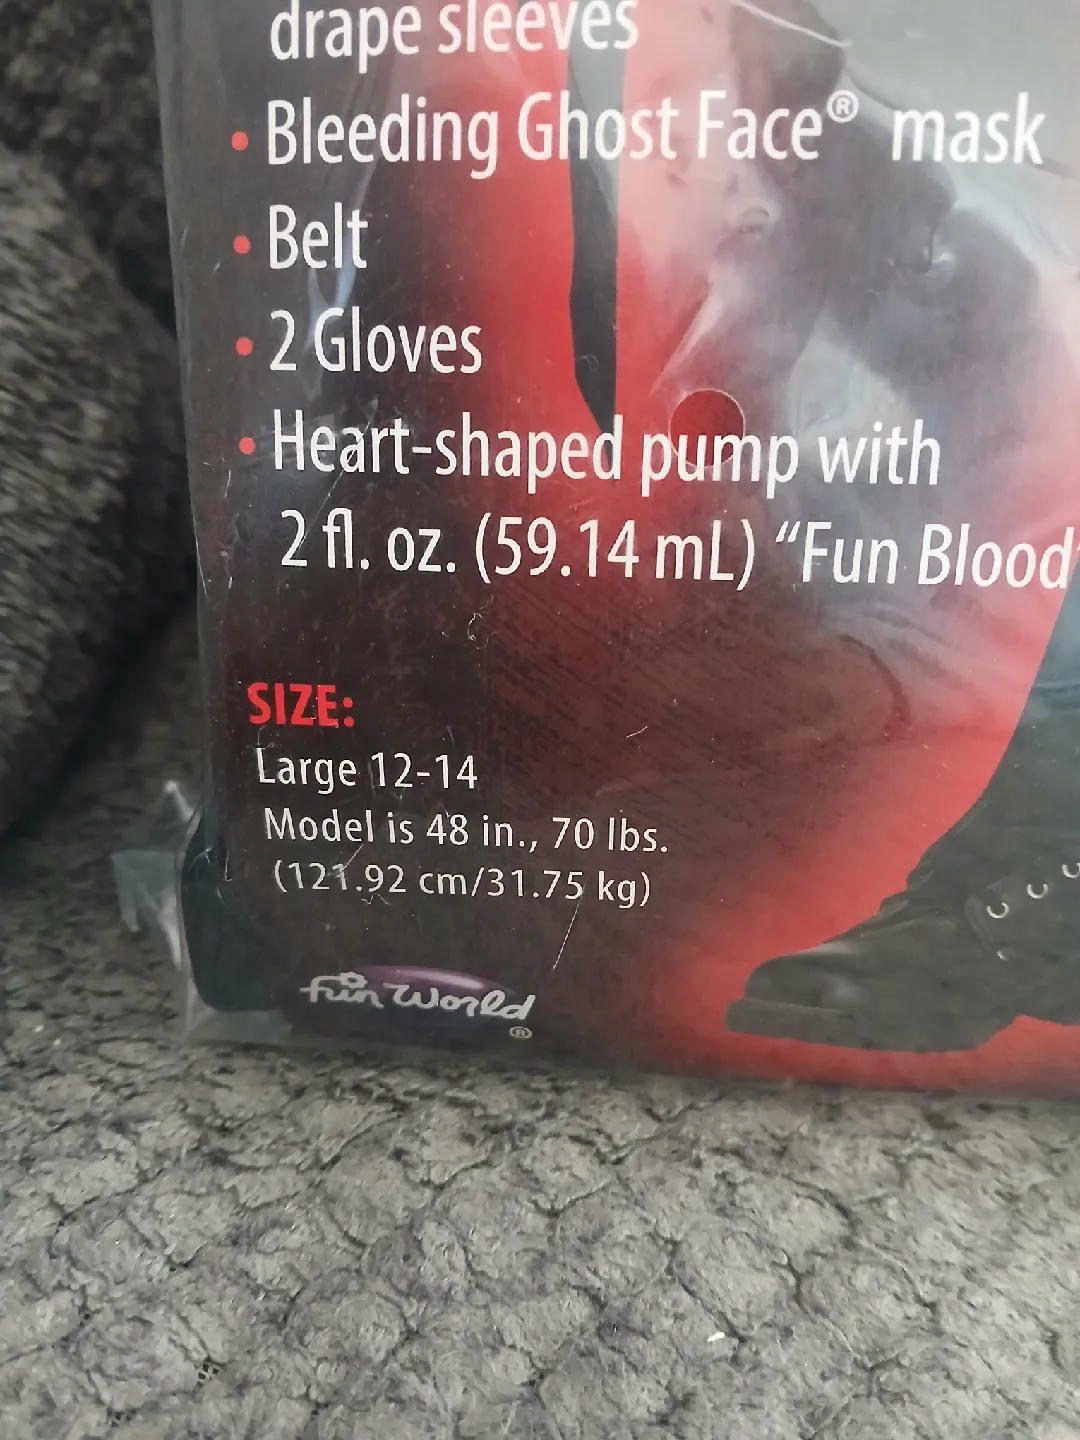 drape sleeves
• Bleeding Ghost Face® mask
• Belt
• 2 Gloves
• Heart-shaped pump with
2 fl. oz. (59.14 mL) “Fun Blood”
SIZE:
Large 12-14
Model is 48 in., 70 lbs.
(121.92 cm/31.75 kg)
fun World
®